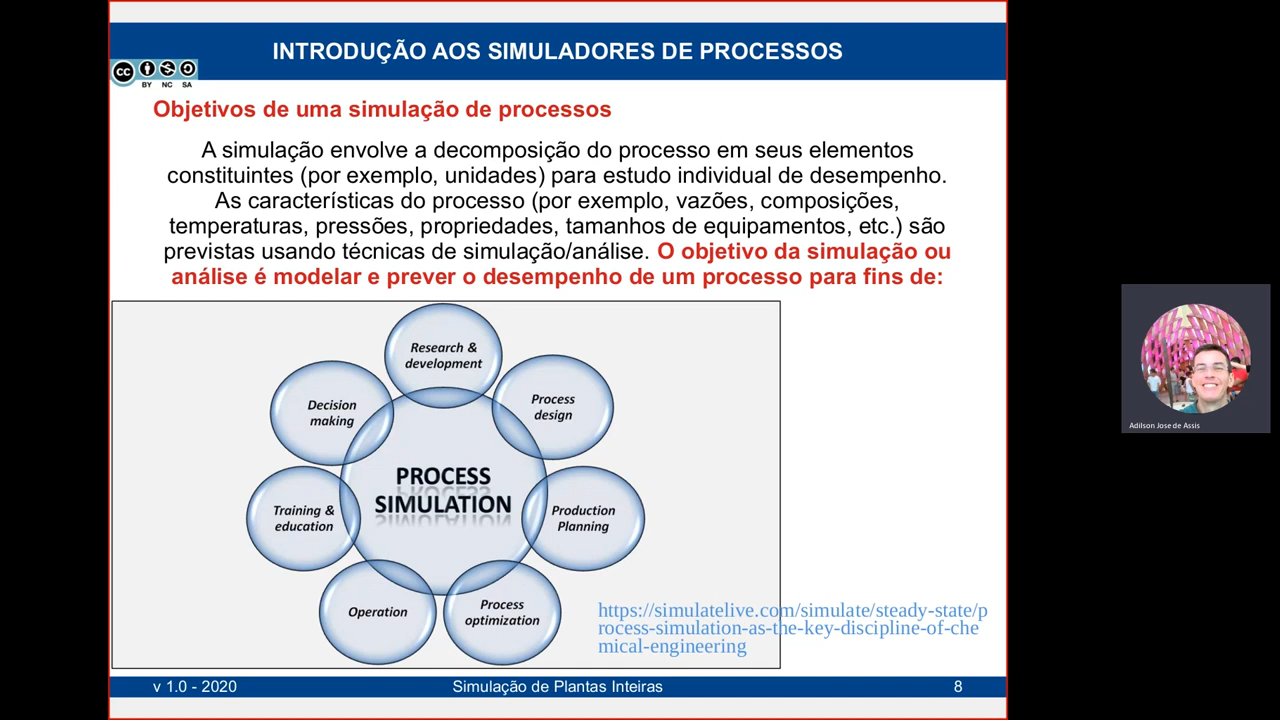 INTRODUÇÃO AOS SIMULADORES DE PROCESSOS
cc
BY NC SA
Objetivos de uma simulação de processos
A simulação envolve a decomposição do processo em seus elementos
constituintes (por exemplo, unidades) para estudo individual de desempenho.
As características do processo (por exemplo, vazões, composições,
temperaturas, pressões, propriedades, tamanhos de equipamentos, etc.) são
previstas usando técnicas de simulação/análise. O objetivo da simulação ou
análise é modelar e prever o desempenho de um processo para fins de:
Research &
development
Process
design
Production
Planning
Process
optimization
Operation
Training &
education
Decision
making
PROCESS
SIMULATION
https://simulatelive.com/simulate/steady-state/p
rocess-simulation-as-the-key-discipline-of-che
mical-engineering
v 1.0 - 2020
Simulação de Plantas Inteiras
8
Adilson Jose de Assis